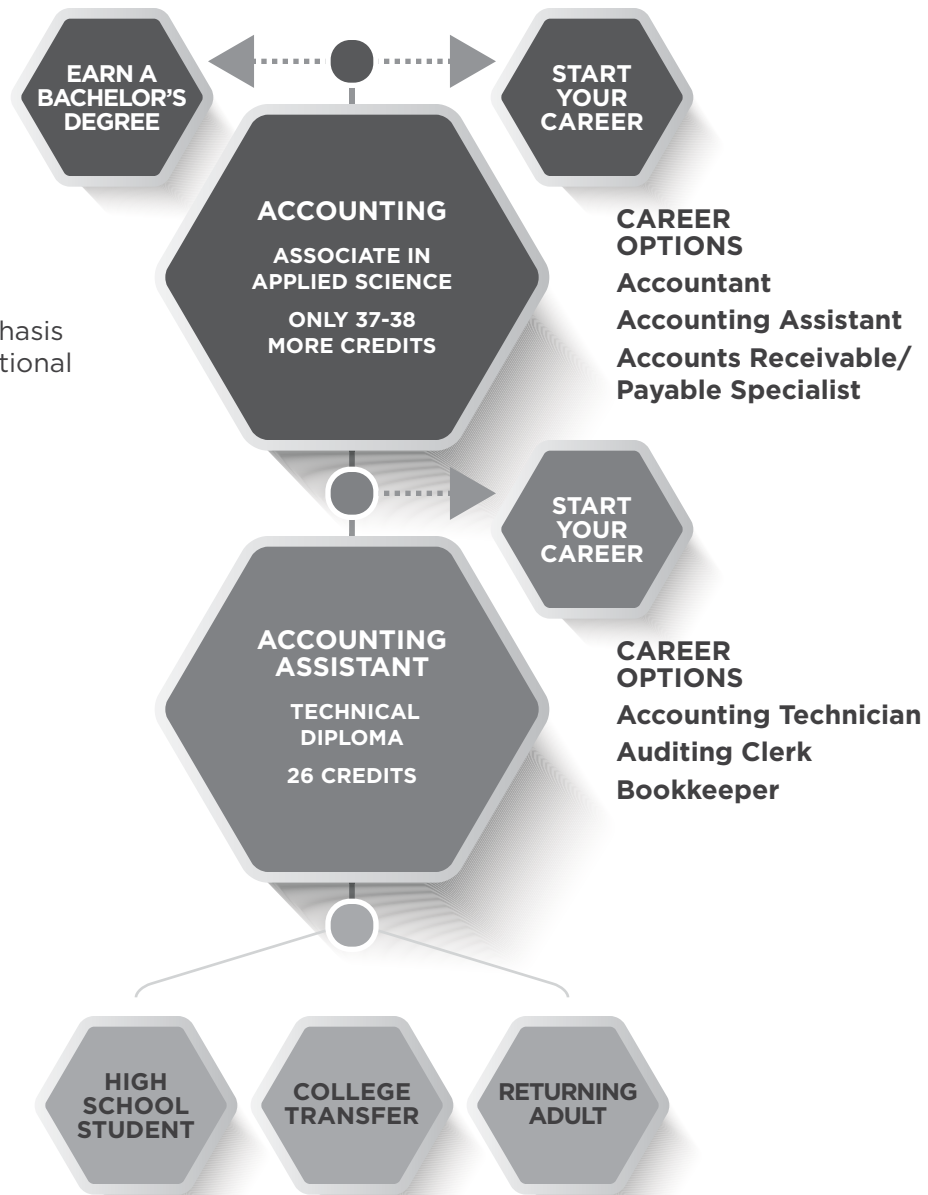 EARN A
BACHELOR'S
DEGREE
START
YOUR
CAREER
ACCOUNTING
ASSOCIATE IN
APPLIED SCIENCE
ONLY 37-38
MORE CREDITS
CAREER
OPTIONS
Accountant
Accounting Assistant
Accounts Receivable/
Payable Specialist
START
YOUR
CAREER
ACCOUNTING
ASSISTANT
TECHNICAL
DIPLOMA
26 CREDITS
CAREER
OPTIONS
Accounting Technician
Auditing Clerk
Bookkeeper
HIGH
SCHOOL
STUDENT
COLLEGE
TRANSFER
RETURNING
ADULT